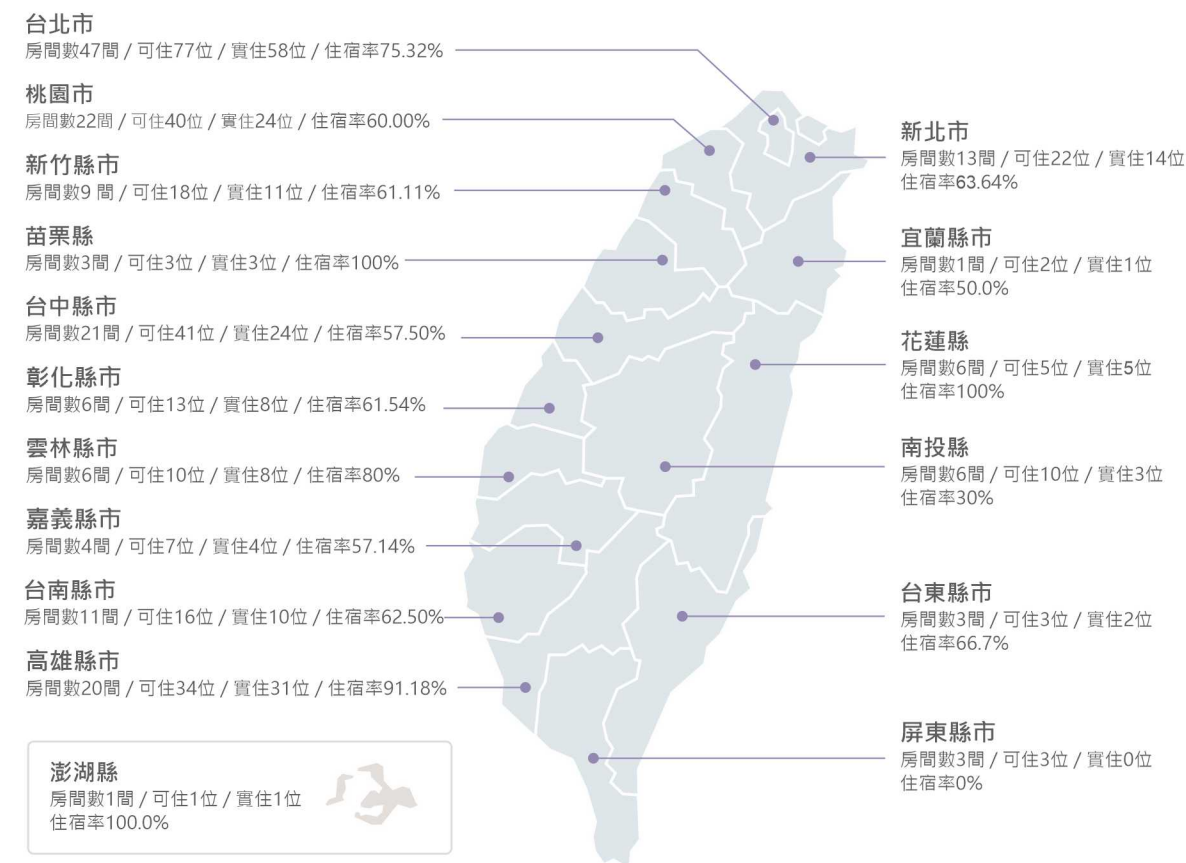 台北市
房間數47間 / 可住77位 / 實住58位 / 住宿率75.32%
桃園市
房間數22間 / 可住40位 / 實住24位 / 住宿率60.00%
新竹縣市
房間數9 間 / 可住18位 / 實住11位 / 住宿率61.11%
苗栗縣
房間數3間 / 可住3位 / 實住3位 / 住宿率100%
台中縣市
房間數21間 / 可住41位 / 實住24位 / 住宿率57.50%
彰化縣市
房間數6間 / 可住13位 / 實住8位 / 住宿率61.54%
雲林縣市
房間數6間 / 可住10位 / 實住8位 / 住宿率80%
嘉義縣市
房間數4間 / 可住7位 / 實住4位 / 住宿率57.14%
台南縣市
房間數11間 / 可住16位 / 實住10位 / 住宿率62.50%
高雄縣市
房間數20間 / 可住34位 / 實住31位 / 住宿率91.18%
澎湖縣
房間數1間 / 可住1位 / 實住1位
住宿率100.0%
新北市
房間數13間 / 可住22位 / 實住14位
住宿率63.64%
宜蘭縣市
房間數1間 / 可住2位 / 實住1位
住宿率50.0%
花蓮縣
房間數6間 / 可住5位 / 實住5位
住宿率100%
南投縣
房間數6間 / 可住10位 / 實住3位
住宿率30%
台東縣市
房間數3間 / 可住3位 / 實住2位
住宿率66.7%
屏東縣市
房間數3間 / 可住3位 / 實住0位
住宿率0%